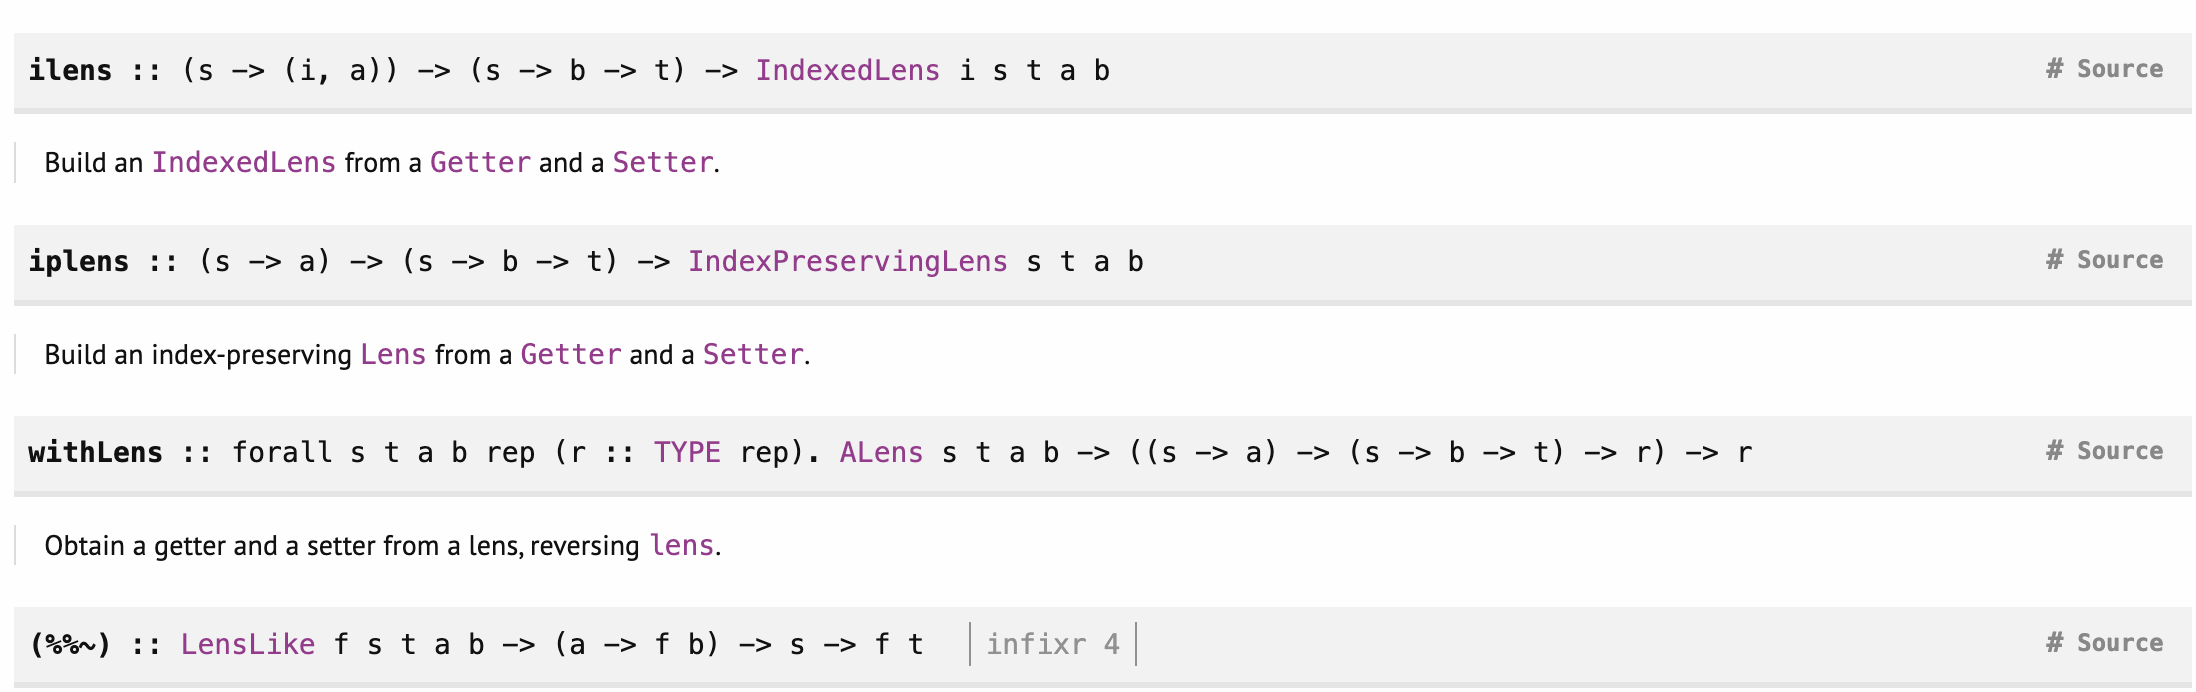 ilens :: (s -> (i, a)) -> (s -> b -> t) -> IndexedLens i s t a b # Source
Build an IndexedLens from a Getter and a Setter.
iplens :: (s -> a) -> (s -> b -> t) -> IndexPreservingLens s t a b # Source
Build an index-preserving Lens from a Getter and a Setter.
withLens :: forall s t a b rep (r :: TYPE rep). ALens s t a b -> ((s -> a) -> (s -> b -> t) -> r) -> r # Source
Obtain a getter and a setter from a lens, reversing lens.
(%%~) :: LensLike f s t a b -> (a -> f b) -> s -> f t infixr 4 # Source